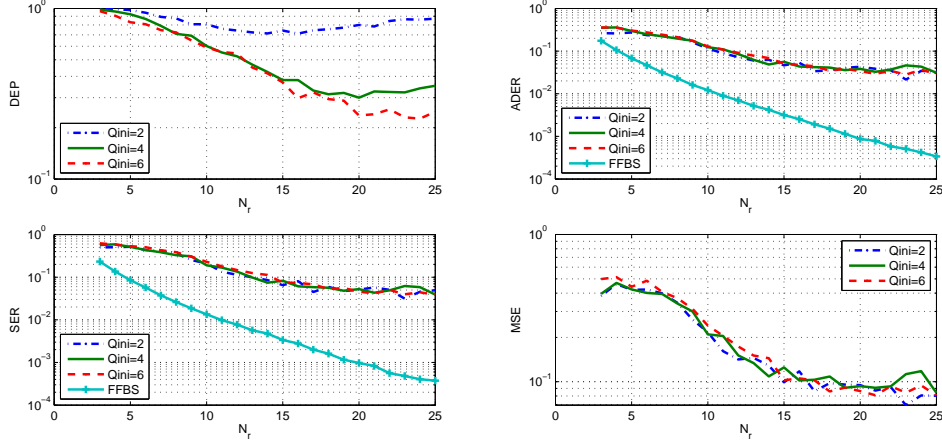 10^0
10^-1
DEP
0 5 10 15 20 25
N_r
Qini=2
Qini=4
Qini=6
10^0
10^-1
10^-2
10^-3
10^-4
ADER
0 5 10 15 20 25
N_r
Qini=2
Qini=4
Qini=6
FFBS
10^0
10^-1
10^-2
10^-3
10^-4
SER
0 5 10 15 20 25
N_r
Qini=2
Qini=4
Qini=6
FFBS
10^0
10^-1
MSE
0 5 10 15 20 25
N_r
Qini=2
Qini=4
Qini=6